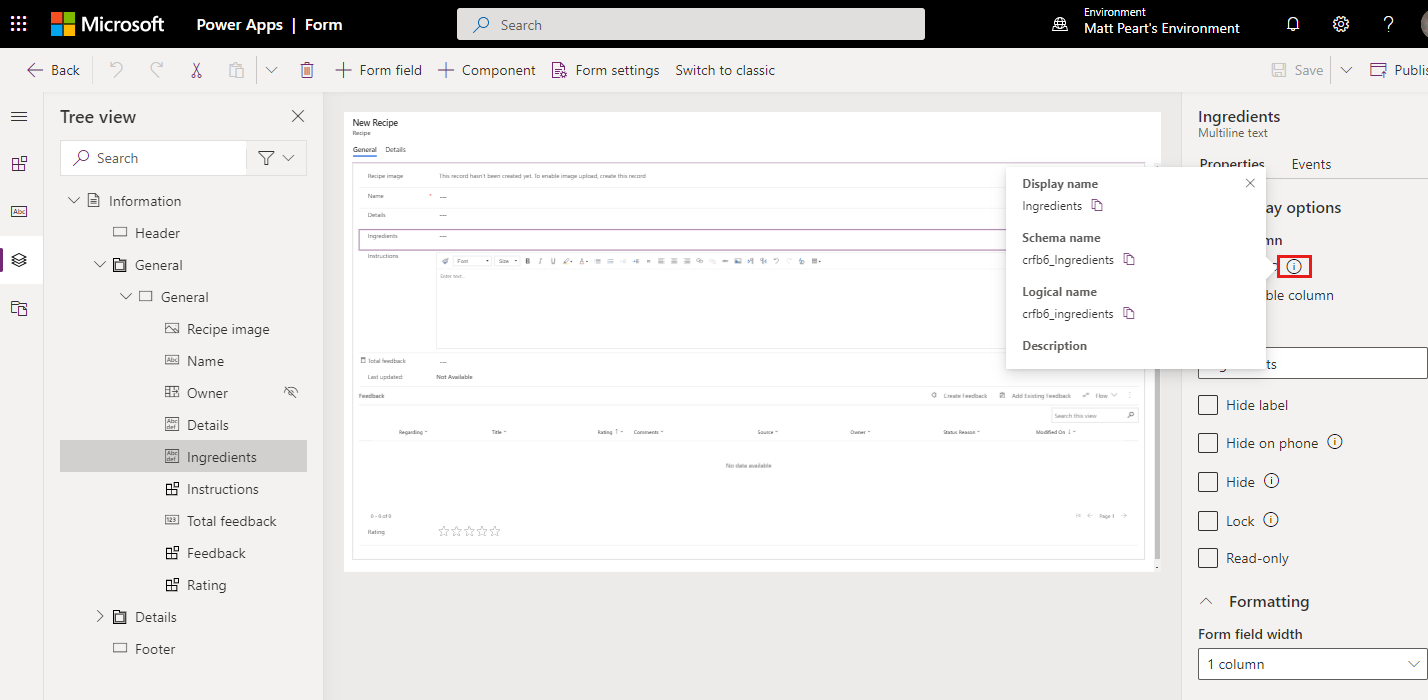 Microsoft Power Apps | Form
Search
Environment
Matt Peart's Environment
Back
Form field
Component
Form settings
Switch to classic
Save
Publis
Tree view
Search
Information
Header
General
General
Recipe image
Abc Name
Owner
Abc def Details
Abc def Ingredients
Instructions
123 Total feedback
Feedback
Rating
Details
Footer
New Recipe
Recipe
General Details
Recipe image This record hasn't been created yet. To enable image upload, create this record
Name * ---
Details ---
Ingredients ---
Instructions
Font Size B I U A
Enter text...
Total feedback ---
Last updated: Not Available
Feedback
Create Feedback Add Existing Feedback Flow
Search this view
Regarding Title Rating Comments Source Owner Status Reason Modified On
No data available
0 - 0 of 0
Page 1
Rating
Display name
Ingredients
Schema name
crfb6_Ingredients
Logical name
crfb6_ingredients
Description
Ingredients
Multiline text
Properties Events
ay options
mn
ble column
ts
Hide label
Hide on phone
Hide
Lock
Read-only
Formatting
Form field width
1 column